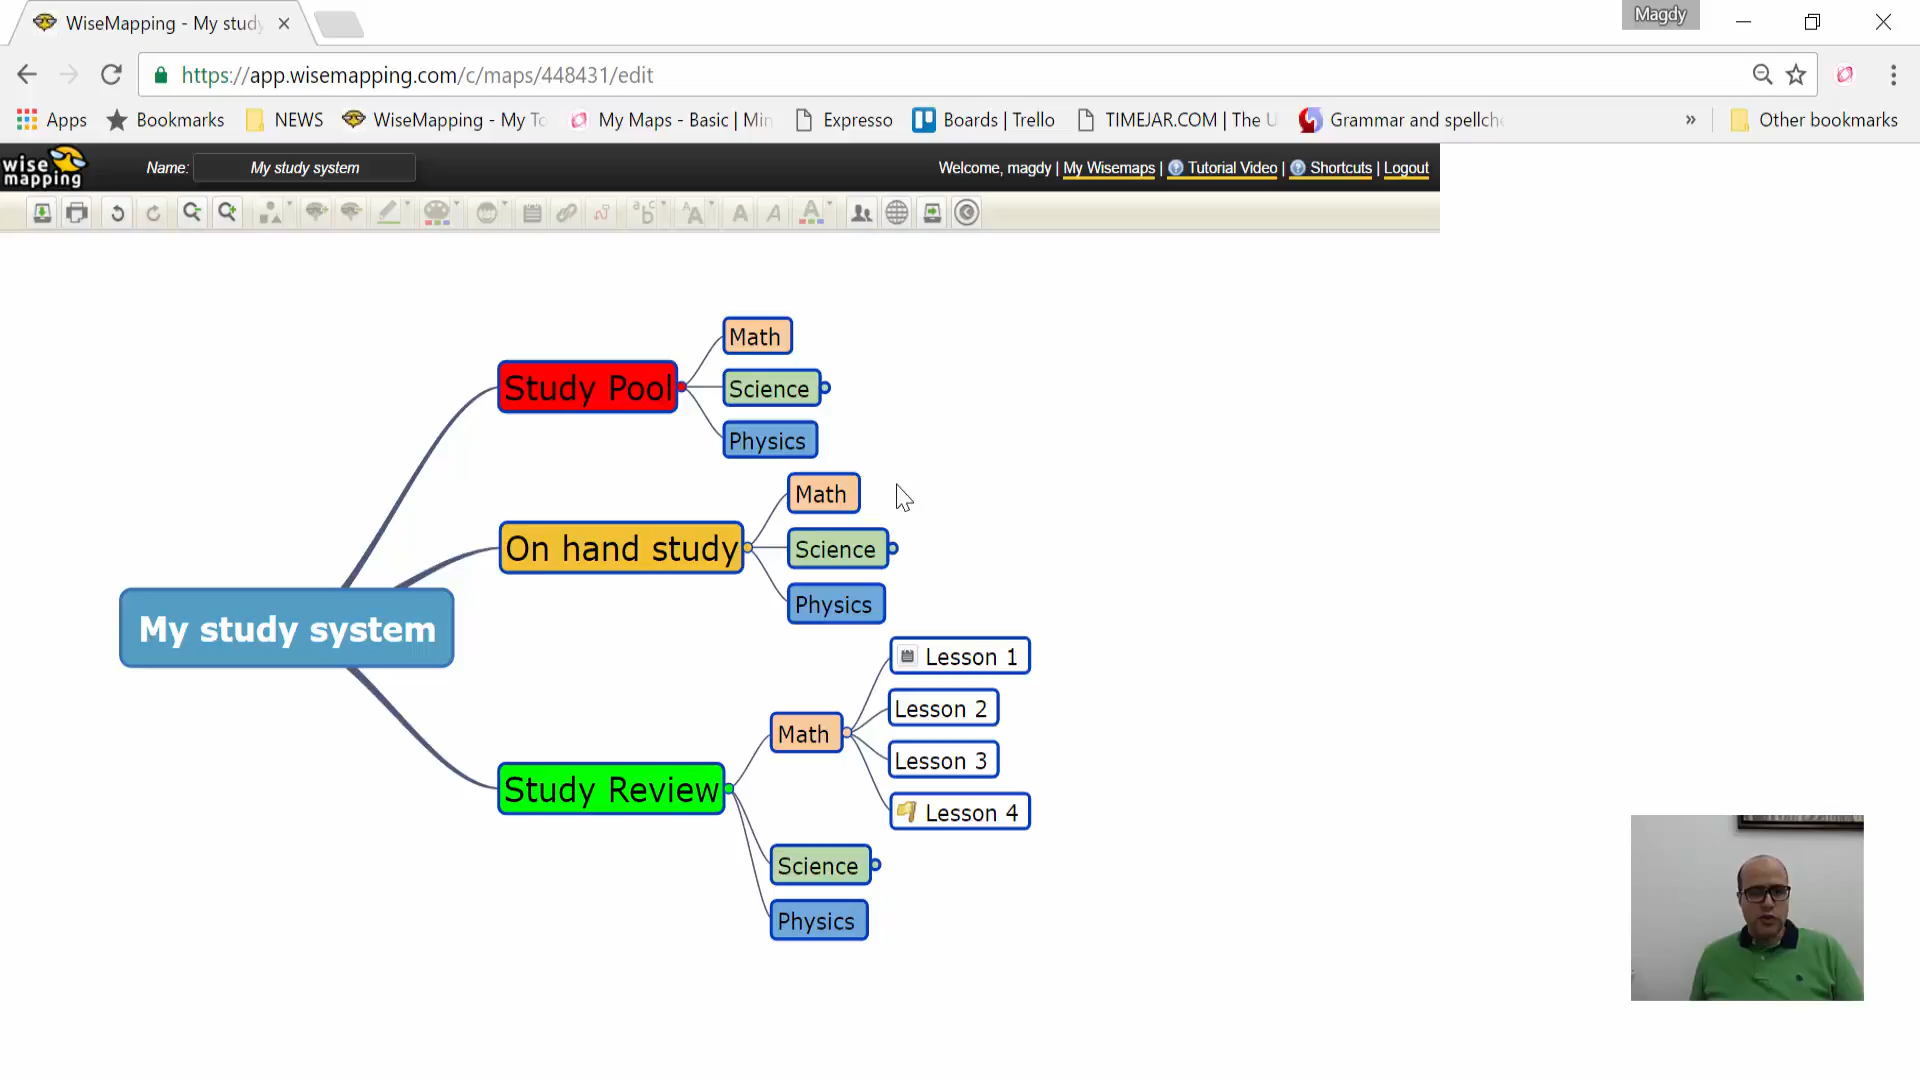 WiseMapping - My study
Magdy
https://app.wisemapping.com/c/maps/448431/edit
Apps
Bookmarks
NEWS
WiseMapping - My To
My Maps - Basic | Min
Expresso
Boards | Trello
TIMEJAR.COM | The U
Grammar and spellche
»
Other bookmarks
wise
mapping
Name: My study system
Welcome, magdy | My Wisemaps | Tutorial Video | Shortcuts | Logout
Math
Study Pool
Science
Physics
Math
On hand study
Science
Physics
My study system
Lesson 1
Lesson 2
Math
Lesson 3
Study Review
Lesson 4
Science
Physics